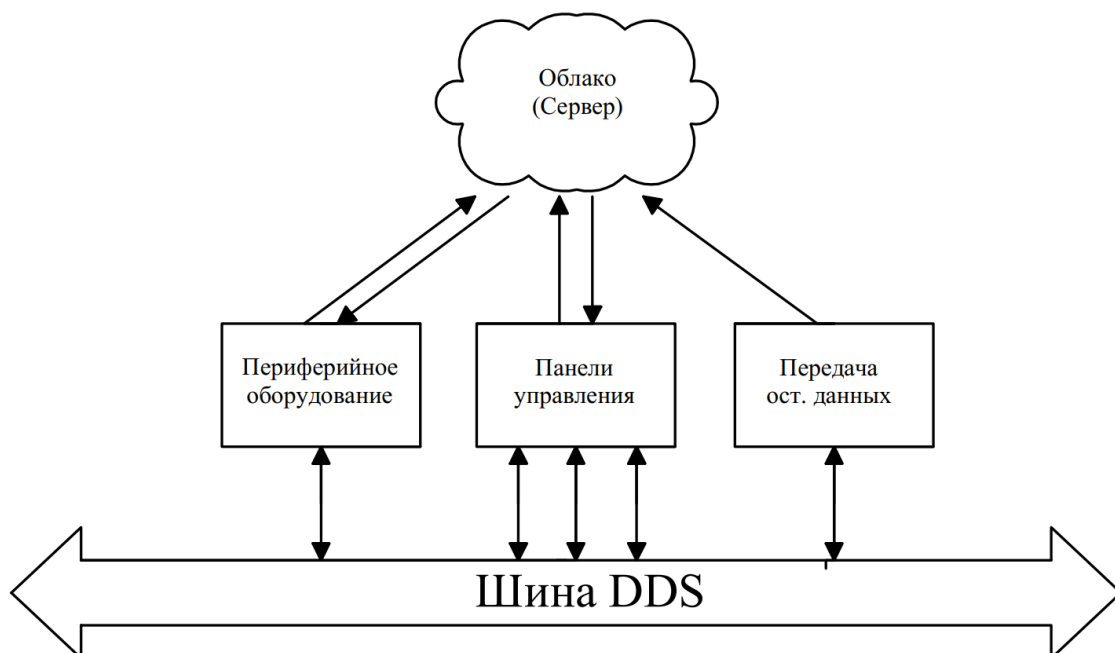 Облако
(Сервер)
Периферийное
оборудование
Панели
управления
Передача
ост. данных
Шина DDS